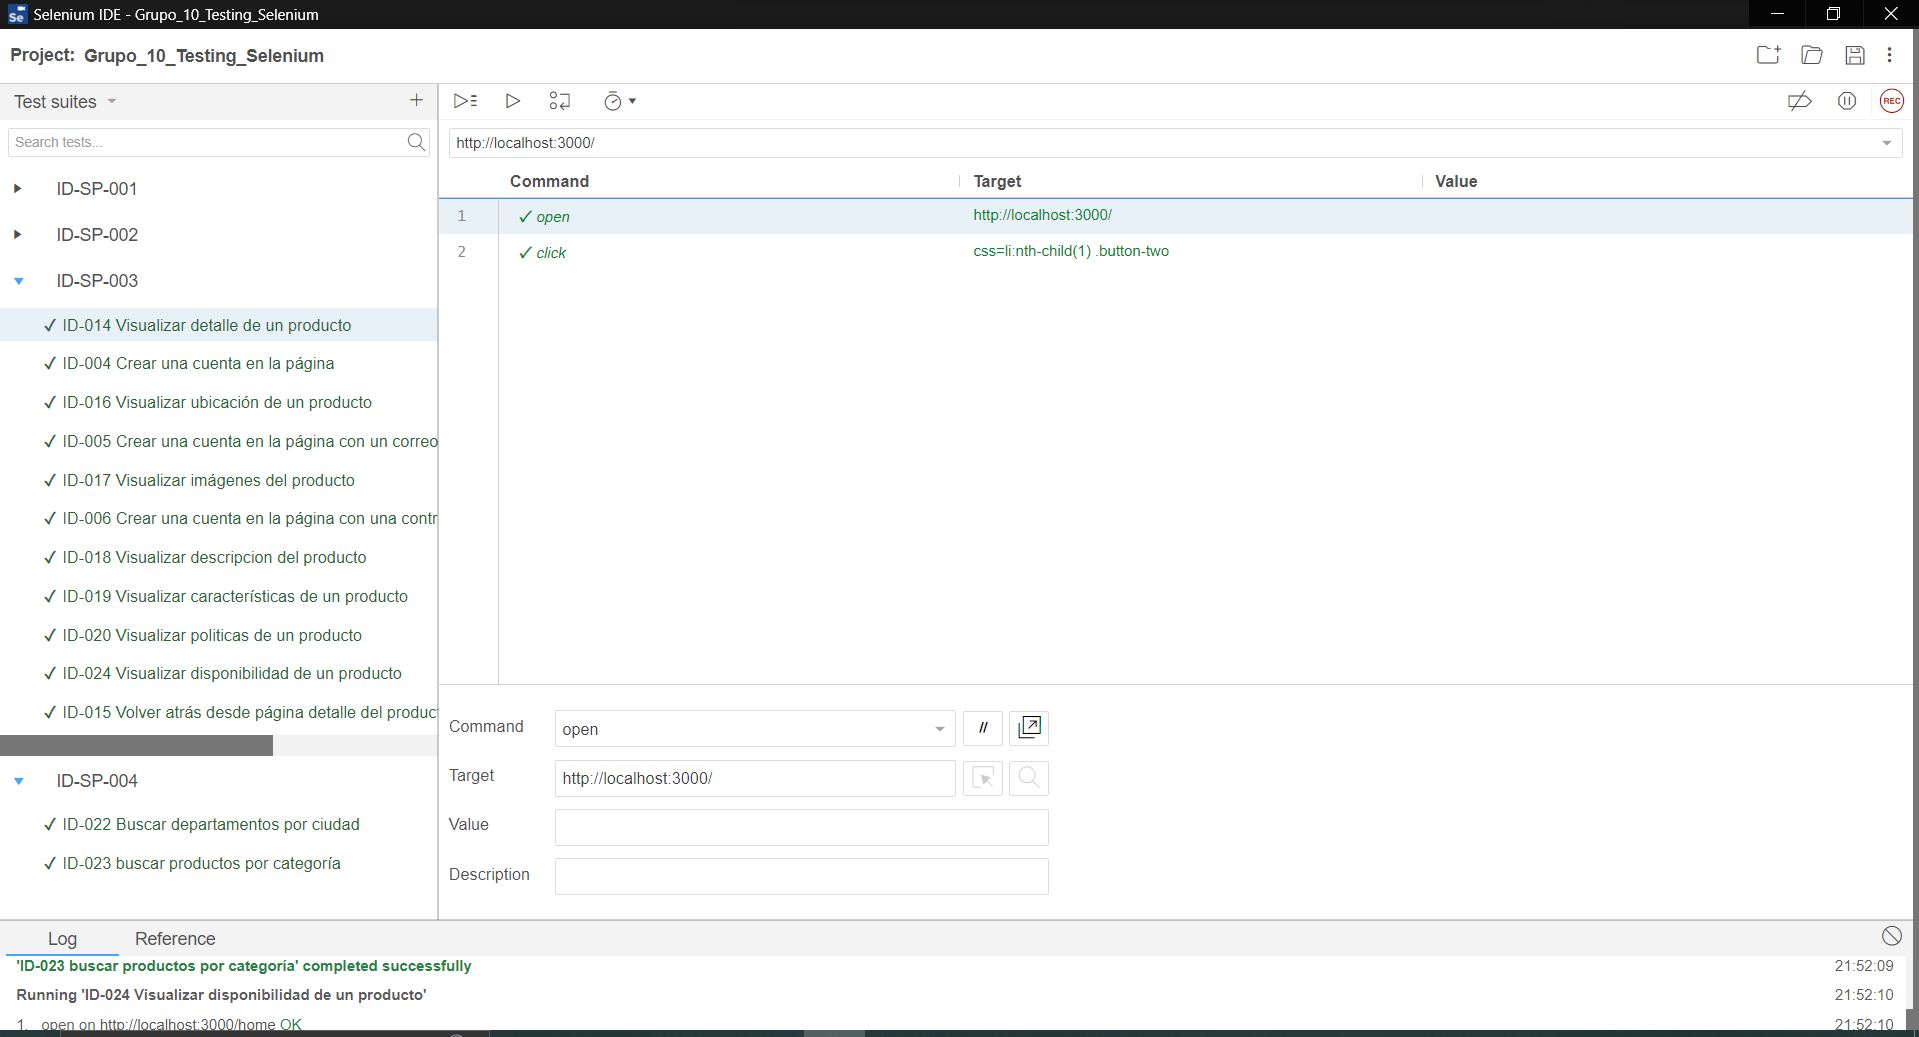 Selenium IDE - Grupo_10_Testing_Selenium
Project: Grupo_10_Testing_Selenium
Test suites
Search tests...
ID-SP-001
ID-SP-002
ID-SP-003
✓ ID-014 Visualizar detalle de un producto
✓ ID-004 Crear una cuenta en la página
✓ ID-016 Visualizar ubicación de un producto
✓ ID-005 Crear una cuenta en la página con un correo
✓ ID-017 Visualizar imágenes del producto
✓ ID-006 Crear una cuenta en la página con una contr
✓ ID-018 Visualizar descripcion del producto
✓ ID-019 Visualizar características de un producto
✓ ID-020 Visualizar politicas de un producto
✓ ID-024 Visualizar disponibilidad de un producto
✓ ID-015 Volver atrás desde página detalle del produc
ID-SP-004
✓ ID-022 Buscar departamentos por ciudad
✓ ID-023 buscar productos por categoría
REC
http://localhost:3000/
Command Target Value
1 ✓ open http://localhost:3000/
2 ✓ click css=li:nth-child(1) .button-two
Command open //
Target http://localhost:3000/
Value
Description
Log Reference
'ID-023 buscar productos por categoría' completed successfully 21:52:09
Running 'ID-024 Visualizar disponibilidad de un producto' 21:52:10
1. open on http://localhost:3000/home OK 21:52:10